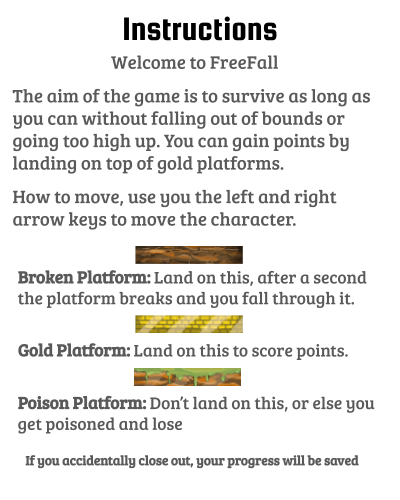 Instructions
Welcome to FreeFall
The aim of the game is to survive as long as
you can without falling out of bounds or
going too high up. You can gain points by
landing on top of gold platforms.
How to move, use you the left and right
arrow keys to move the character.
Broken Platform: Land on this, after a second
the platform breaks and you fall through it.
Gold Platform: Land on this to score points.
Poison Platform: Don't land on this, or else you
get poisoned and lose
If you accidentally close out, your progress will be saved